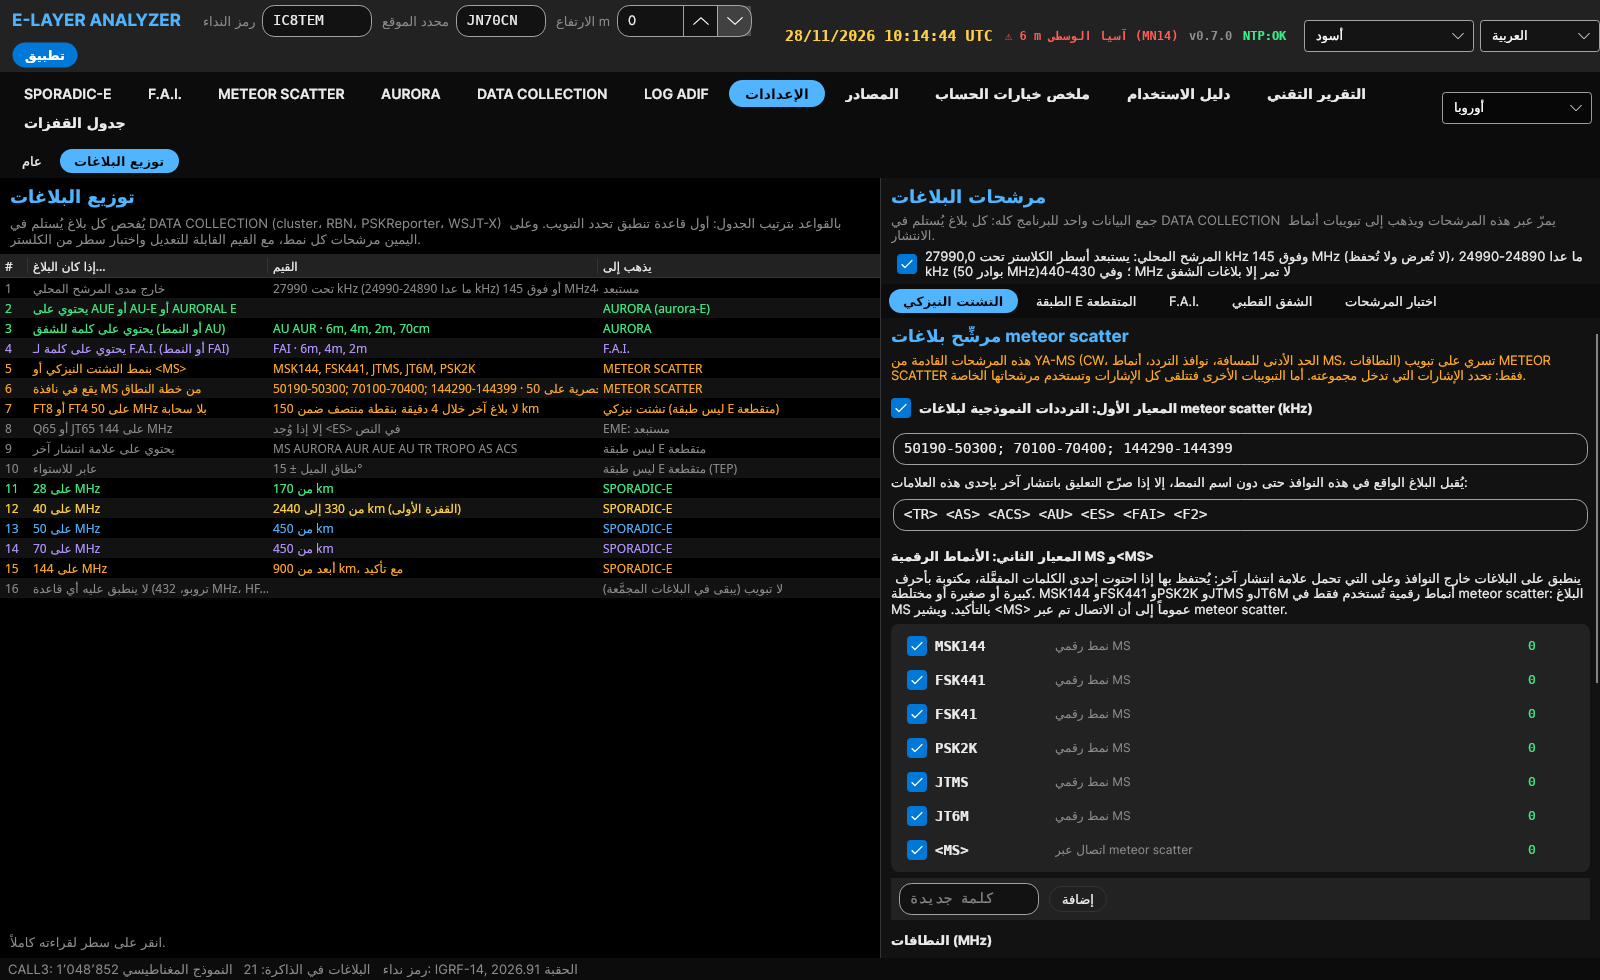 E-LAYER ANALYZER
رمز النداء
IC8TEM
محدد الموقع
JN70CN
الارتفاع m
0
تطبيق
28/11/2026 10:14:44 UTC
⚠ 6 m آسيا الوسطى (MN14)
v0.7.0
NTP:OK
أسود
العربية
SPORADIC-E
F.A.I.
METEOR SCATTER
AURORA
DATA COLLECTION
LOG ADIF
الإعدادات
المصادر
ملخص خيارات الحساب
دليل الاستخدام
التقرير التقني
جدول القفزات
أوروبا
عام
توزيع البلاغات
توزيع البلاغات
يُفحص كل بلاغ يُستلم في DATA COLLECTION (cluster، RBN، PSKReporter، WSJT-X) بالقواعد بترتيب الجدول: أول قاعدة تنطبق تحدد التبويب. وعلى
اليمين مرشحات كل نمط، مع القيم القابلة للتعديل واختبار سطر من الكلستر.
# إذا كان البلاغ... القيم يذهب إلى
1 خارج مدى المرشح المحلي تحت 27990 kHz (ما عدا 24890-24990 kHz) أو فوق 145 MHz مستبعد
2 يحتوي على AUE أو AU-E أو AURORAL E AURORA (aurora-E)
3 يحتوي على كلمة للشفق (أو النمط AU) AU AUR · 6m, 4m, 2m, 70cm AURORA
4 يحتوي على كلمة لـ F.A.I. (أو النمط FAI) FAI · 6m, 4m, 2m F.A.I.
5 بنمط التشتت النيزكي أو <MS> MSK144, FSK441, JTMS, JT6M, PSK2K METEOR SCATTER
6 يقع في نافذة MS من خطة النطاق 50190-50300; 70100-70400; 144290-144399 · حصرية على 50 METEOR SCATTER
7 FT8 أو FT4 على 50 MHz بلا سحابة لا بلاغ آخر خلال 4 دقيقة بنقطة منتصف ضمن 150 km تشتت نيزكي (ليس طبقة E متقطعة)
8 Q65 أو JT65 على 144 MHz إلا إذا وُجد <ES> في النص EME: مستبعد
9 يحتوي على علامة انتشار آخر MS AURORA AUR AUE AU TR TROPO AS ACS ليس طبقة E متقطعة
10 عابر للاستواء نطاق الميل ± 15° ليس طبقة E متقطعة (TEP)
11 على 28 MHz من 170 km SPORADIC-E
12 على 40 MHz من 330 إلى 2440 km (القفزة الأولى) SPORADIC-E
13 على 50 MHz من 450 km SPORADIC-E
14 على 70 MHz من 450 km SPORADIC-E
15 على 144 MHz أبعد من 900 km، مع تأكيد SPORADIC-E
16 لا ينطبق عليه أي قاعدة (تروبو، 432 MHz، HF... لا تبويب (يبقى في البلاغات المجمَّعة)
انقر على سطر لقراءته كاملاً.
مرشحات البلاغات
جمع البيانات واحد للبرنامج كله: كل بلاغ يُستلم في DATA COLLECTION يمرّ عبر هذه المرشحات ويذهب إلى تبويبات أنماط
الانتشار.
المرشح المحلي: يستبعد أسطر الكلاستر تحت 27990,0 kHz وفوق 145 MHz (لا تُعرض ولا تُحفظ)، ما عدا 24890-24990
kHz (بوادر 50 MHz)؛ وفي 430-440 MHz لا تمر إلا بلاغات الشفق
التشتت النيزكي
الطبقة E المتقطعة
F.A.I.
الشفق القطبي
اختبار المرشحات
مرشِّح بلاغات meteor scatter
هذه المرشحات القادمة من YA-MS (CW، الحد الأدنى للمسافة، نوافذ التردد، أنماط MS، النطاقات) تسري على تبويب METEOR
SCATTER فقط: تحدد الإشارات التي تدخل مجموعته. أما التبويبات الأخرى فتتلقى كل الإشارات وتستخدم مرشحاتها الخاصة.
المعيار الأول: الترددات النموذجية لبلاغات meteor scatter (kHz)
50190-50300; 70100-70400; 144290-144399
يُقبل البلاغ الواقع في هذه النوافذ حتى دون اسم النمط، إلا إذا صرّح التعليق بانتشار آخر بإحدى هذه العلامات:
<TR> <AS> <ACS> <AU> <ES> <FAI> <F2>
المعيار الثاني: الأنماط الرقمية MS و<MS>
ينطبق على البلاغات خارج النوافذ وعلى التي تحمل علامة انتشار آخر: يُحتفظ بها إذا احتوت إحدى الكلمات المفعَّلة، مكتوبة بأحرف
كبيرة أو صغيرة أو مختلطة. MSK144 وFSK441 وPSK2K وJTMS وJT6M أنماط رقمية تُستخدم فقط في meteor scatter: البلاغ
MS بالتأكيد. ويشير <MS> عموماً إلى أن الاتصال تم عبر meteor scatter.
MSK144 نمط رقمي MS 0
FSK441 نمط رقمي MS 0
FSK41 نمط رقمي MS 0
PSK2K نمط رقمي MS 0
JTMS نمط رقمي MS 0
JT6M نمط رقمي MS 0
<MS> اتصال عبر meteor scatter 0
كلمة جديدة
إضافة
النطاقات (MHz)
CALL3: 1’048’852 رمز نداء البلاغات في الذاكرة: 21 النموذج المغناطيسي: IGRF-14, الحقبة 2026.91